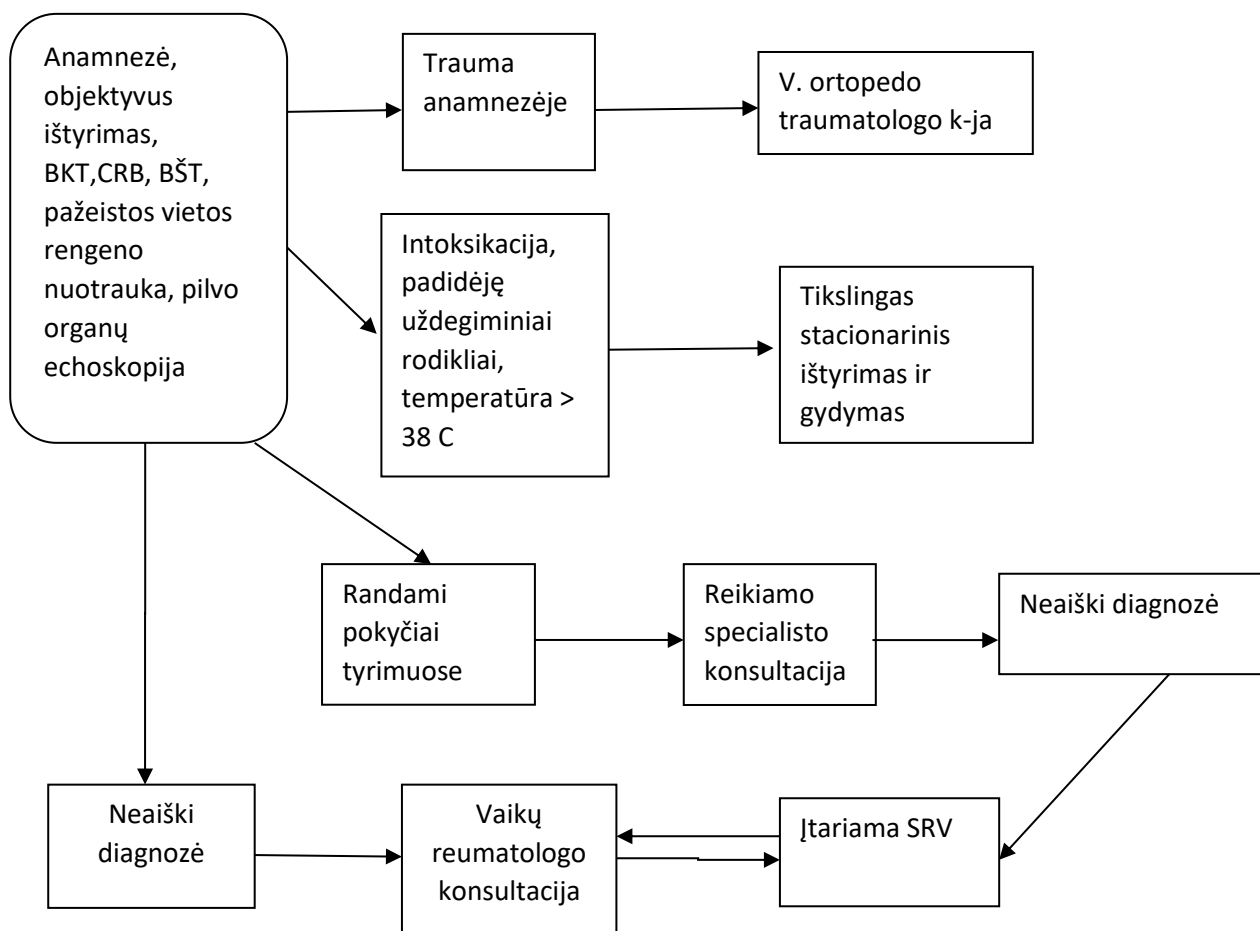 Anamnezė,
objektyvus
ištyrimas,
BKT,CRB, BŠT,
pažeistos vietos
rengeno
nuotrauka, pilvo
organų
echoskopija
Trauma
anamnezėje
V. ortopedo
traumatologo k-ja
Intoksikacija,
padidėję
uždegiminiai
rodikliai,
temperatūra >
38 C
Tikslingas
stacionarinis
ištyrimas ir
gydymas
Randami
pokyčiai
tyrimuose
Reikiamo
specialisto
konsultacija
Neaiški diagnozė
Neaiški
diagnozė
Vaikų
reumatologo
konsultacija
Įtariama SRV